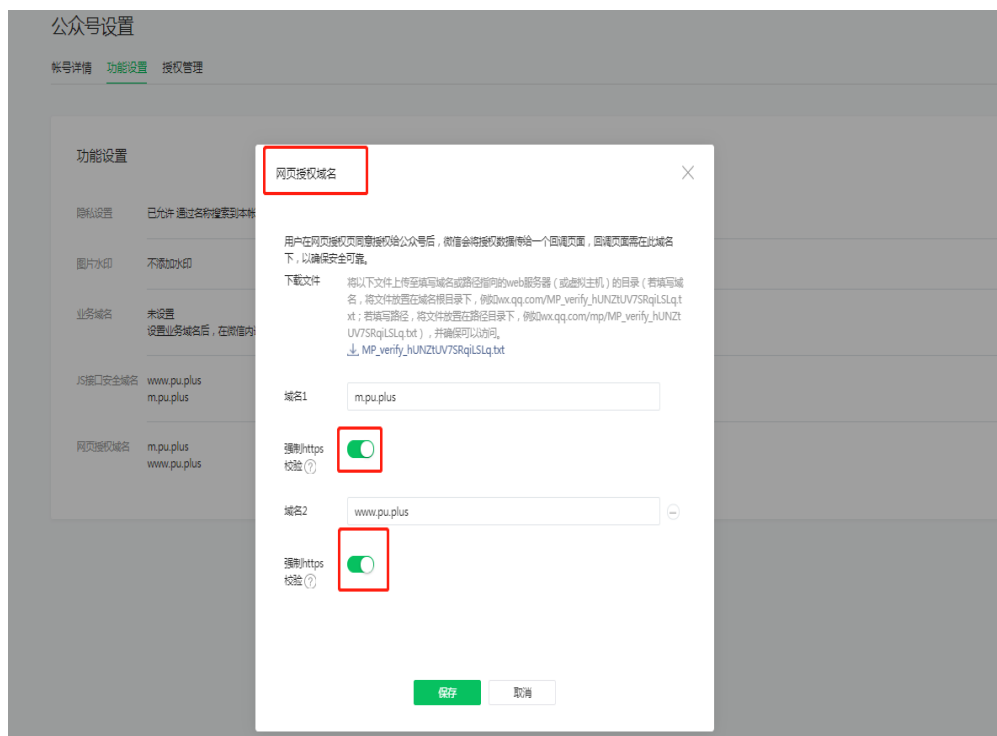 公众号设置
帐号详情 功能设置 授权管理
功能设置
隐私设置 已允许 通过名称搜索到本帐
图片水印 不添加水印
业务域名 未设置
设置业务域名后，在微信内
JS接口安全域名 www.pu.plus
m.pu.plus
网页授权域名 m.pu.plus
www.pu.plus
网页授权域名
用户在网页授权页同意授权给公众号后，微信会将授权数据传给一个回调页面，回调页面需在此域名
下，以确保安全可靠。
下载文件 将以下文件上传至填写域名或路径指向的web服务器（或虚拟主机）的目录（若填写域
名，将文件放置在域名根目录下，例如wx.qq.com/MP_verify_hUNZtUV7SRqiLSLq.t
xt；若填写路径，将文件放置在路径目录下，例如wx.qq.com/mp/MP_verify_hUNZt
UV7SRqiLSLq.txt），并确保可以访问。
MP_verify_hUNZtUV7SRqiLSLq.txt
域名1 m.pu.plus
强制https
校验 ?
域名2 www.pu.plus
强制https
校验 ?
保存 取消